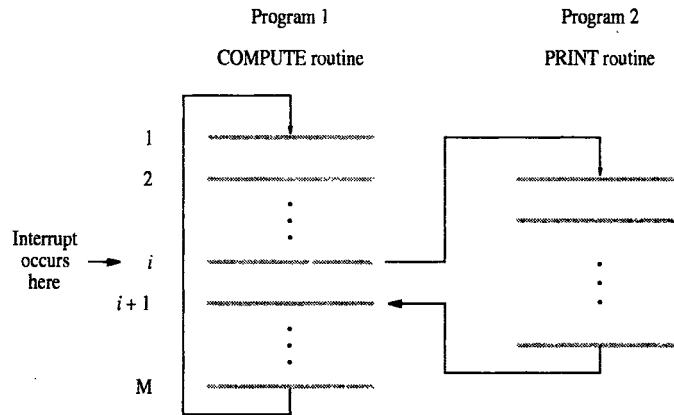 Program 1
COMPUTE routine
Program 2
PRINT routine
1
2
Interrupt
occurs
here
i
i + 1
M